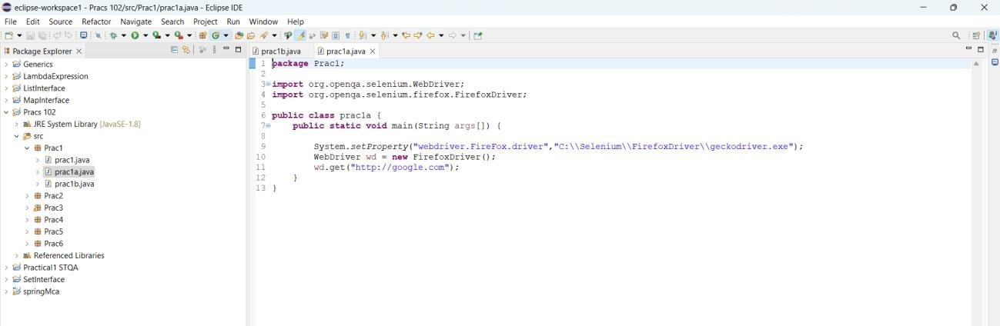 eclipse-workspace1 - Pracs 102/src/Prac1/prac1a.java - Eclipse IDE
File Edit Source Refactor Navigate Search Project Run Window Help
Package Explorer
Generics
LambdaExpression
ListInterface
MapInterface
Pracs 102
JRE System Library [JavaSE-1.8]
src
Prac1
prac1.java
prac1a.java
prac1b.java
Prac2
Prac3
Prac4
Prac5
Prac6
Referenced Libraries
Practical1 STQA
SetInterface
springMca
prac1b.java prac1a.java
1 package Prac1;
2
3 import org.openqa.selenium.WebDriver;
4 import org.openqa.selenium.firefox.FirefoxDriver;
5
6 public class prac1a {
7 public static void main(String args[]) {
8
9 System.setProperty("webdriver.FireFox.driver","C:\\Selenium\\FirefoxDriver\\geckodriver.exe");
10 WebDriver wd = new FirefoxDriver();
11 wd.get("http://google.com");
12 }
13 }